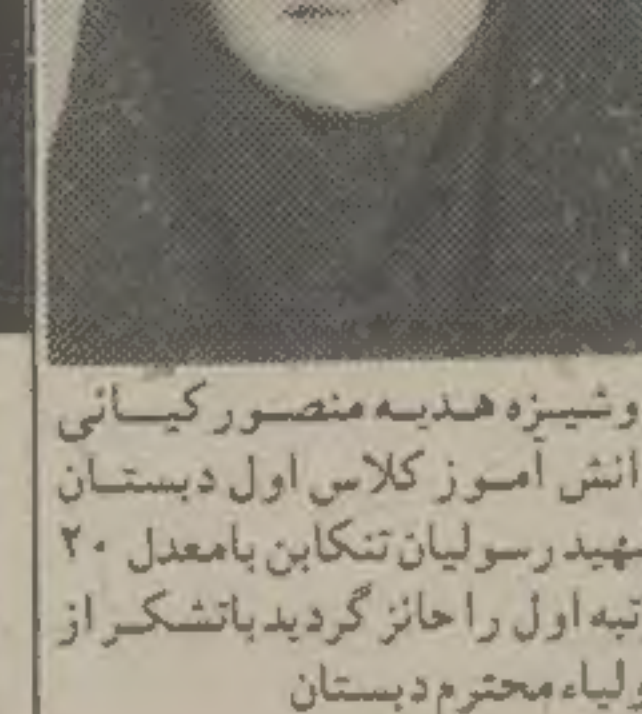 وشیزه هدیه منصور کیانی
انش آموز کلاس اول دبستان
هید رسولیان تنکابن بامعدل ۲۰
تبه اول را حائز گردید باتشکر از
ولیاء محترم دبستان